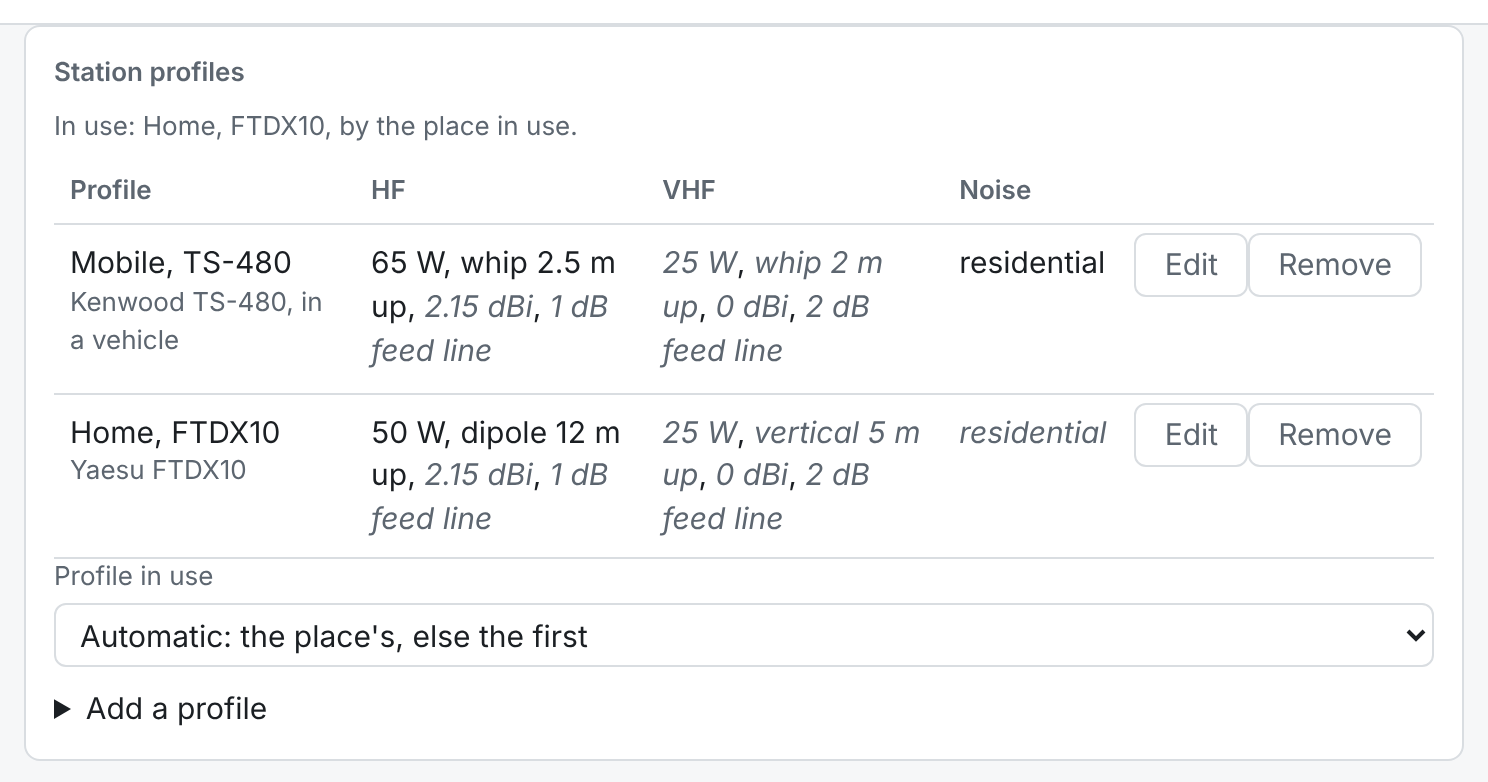 Station profiles
In use: Home, FTDX10, by the place in use.
Profile HF VHF Noise
Mobile, TS-480
Kenwood TS-480, in
a vehicle
65 W, whip 2.5 m
up, 2.15 dBi, 1 dB
feed line
25 W, whip 2 m
up, 0 dBi, 2 dB
feed line
residential
Edit Remove
Home, FTDX10
Yaesu FTDX10
50 W, dipole 12 m
up, 2.15 dBi, 1 dB
feed line
25 W, vertical 5 m
up, 0 dBi, 2 dB
feed line
residential
Edit Remove
Profile in use
Automatic: the place's, else the first
Add a profile